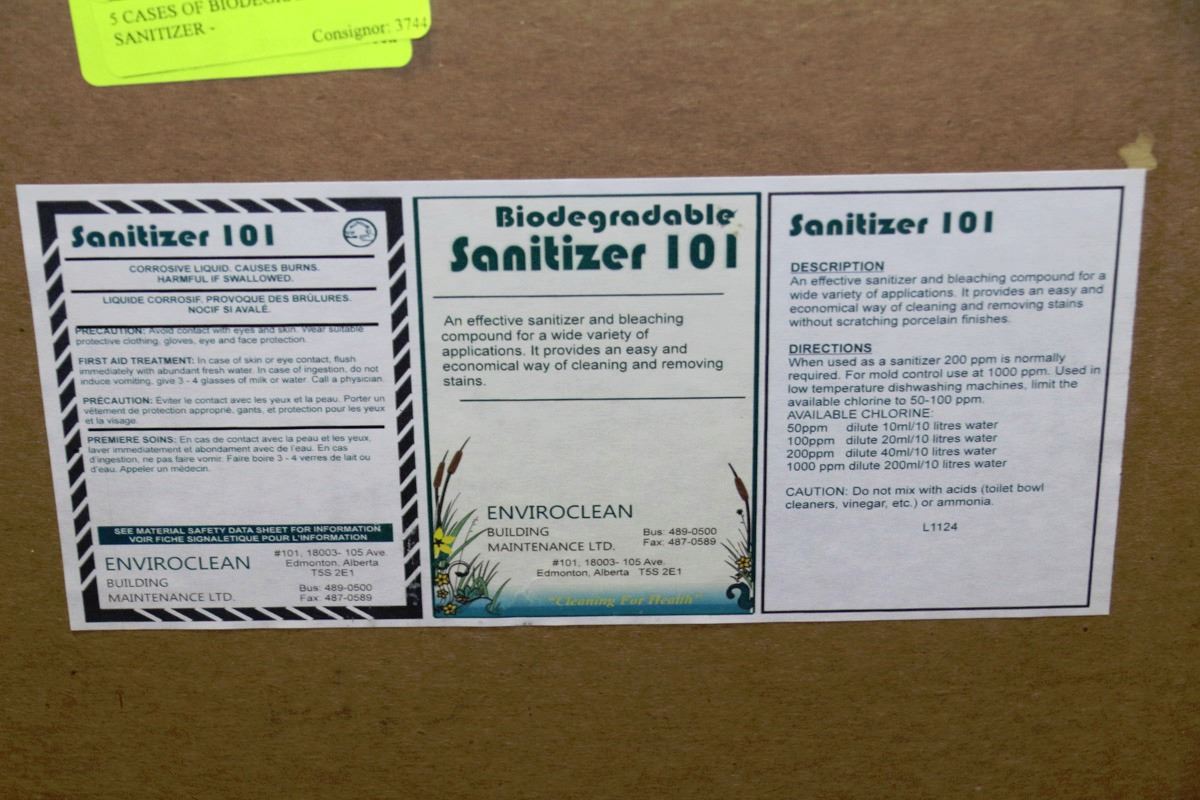 5 CASES OF
SANITIZER -
Consignor: 3744
Sanitizer 101
CORROSIVE LIQUID. CAUSES BURNS.
HARMFUL IF SWALLOWED.
LIQUIDE CORROSIF. PROVOQUE DES BRÛLURES.
NOCIF SI AVALÉ.
PRECAUTION: Avoid contact with eyes and skin. Wear suitable
protective clothing, gloves, eye and face protection.
FIRST AID TREATMENT: In case of skin or eye contact, flush
immediately with abundant fresh water. In case of ingestion, do not
induce vomiting, give 3 - 4 glasses of milk or water. Call a physician.
PRÉCAUTION: Éviter le contact avec les yeux et la peau. Porter un
vêtement de protection approprié, gants, et protection pour les yeux
et la visage.
PREMIERE SOINS: En cas de contact avec la peau et les yeux,
laver immediatement et abondament avec de l'eau. En cas
d'ingestion, ne pas faire vomir. Faire boire 3 - 4 verres de lait ou
d'eau. Appeler un médecin.
SEE MATERIAL SAFETY DATA SHEET FOR INFORMATION
VOIR FICHE SIGNALETIQUE POUR L'INFORMATION
ENVIROCLEAN
BUILDING
MAINTENANCE LTD.
#101, 18003- 105 Ave.
Edmonton, Alberta
T5S 2E1
Bus: 489-0500
Fax: 487-0589
Biodegradable
Sanitizer 101
An effective sanitizer and bleaching
compound for a wide variety of
applications. It provides an easy and
economical way of cleaning and removing
stains.
ENVIROCLEAN
BUILDING
MAINTENANCE LTD.
Bus: 489-0500
Fax: 487-0589
#101, 18003- 105 Ave.
Edmonton, Alberta T5S 2E1
"Cleaning For Health"
Sanitizer 101
DESCRIPTION
An effective sanitizer and bleaching compound for a
wide variety of applications. It provides an easy and
economical way of cleaning and removing stains
without scratching porcelain finishes.
DIRECTIONS
When used as a sanitizer 200 ppm is normally
required. For mold control use at 1000 ppm. Used in
low temperature dishwashing machines, limit the
available chlorine to 50-100 ppm.
AVAILABLE CHLORINE:
50ppm dilute 10ml/10 litres water
100ppm dilute 20ml/10 litres water
200ppm dilute 40ml/10 litres water
1000 ppm dilute 200ml/10 litres water
CAUTION: Do not mix with acids (toilet bowl
cleaners, vinegar, etc.) or ammonia.
L1124